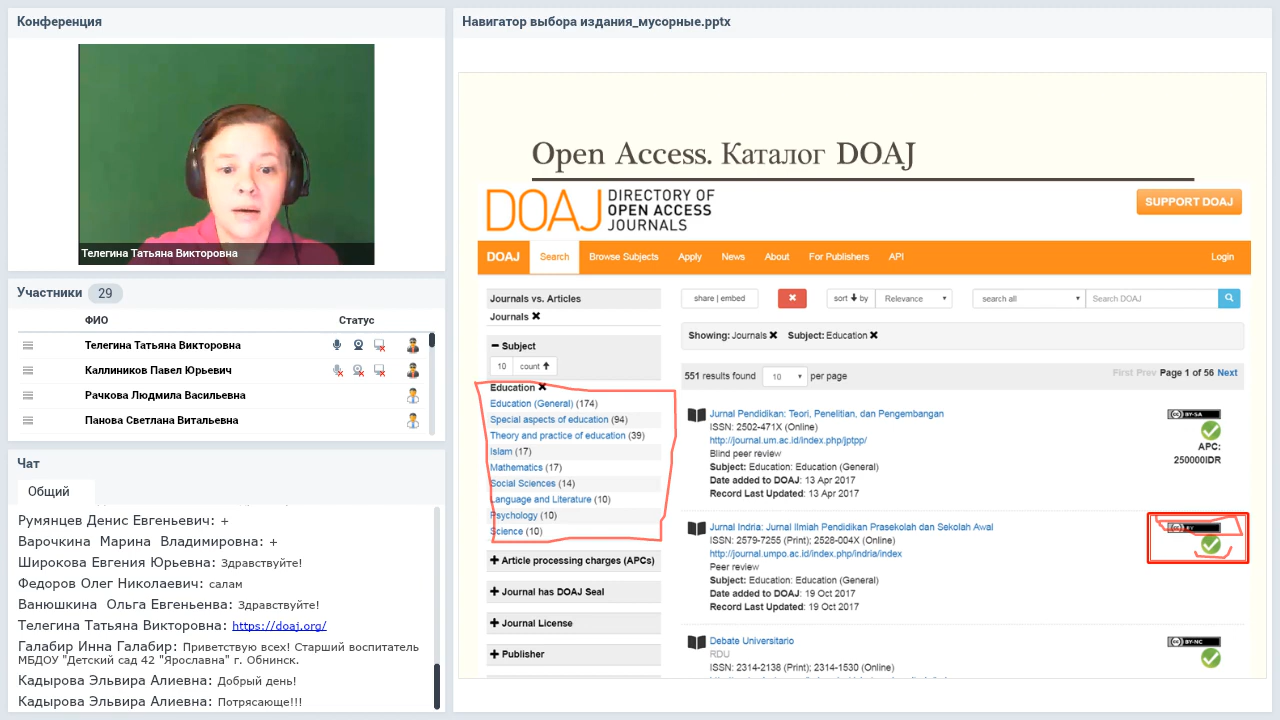 Конференция
Телегина Татьяна Викторовна
Участники 29
ФИО Статус
Телегина Татьяна Викторовна
Каллиников Павел Юрьевич
Рачкова Людмила Васильевна
Панова Светлана Витальевна
Чат
Общий
Румянцев Денис Евгеньевич: +
Варочкина Марина Владимировна: +
Широкова Евгения Юрьевна: Здравствуйте!
Федоров Олег Николаевич: салам
Ванюшкина Ольга Евгеньенва: Здравствуйте!
Телегина Татьяна Викторовна: https://doaj.org/
Галабир Инна Галабир: Приветствую всех! Старший воспитатель
МБДОУ "Детский сад 42 "Ярославна" г. Обнинск.
Кадырова Эльвира Алиевна: Добрый день!
Кадырова Эльвира Алиевна: Потрясающе!!!
Навигатор выбора издания_мусорные.pptx
Open Access. Каталог DOAJ
DOAJ DIRECTORY OF
OPEN ACCESS
JOURNALS
SUPPORT DOAJ
DOAJ Search Browse Subjects Apply News About For Publishers API Login
Journals vs. Articles
Journals
Subject
10 count
Education
Education (General) (174)
Special aspects of education (94)
Theory and practice of education (39)
Islam (17)
Mathematics (17)
Social Sciences (14)
Language and Literature (10)
Psychology (10)
Science (10)
Article processing charges (APCs)
Journal has DOAJ Seal
Journal License
Publisher
share | embed sort by Relevance search all Search DOAJ
Showing: Journals Subject: Education
551 results found 10 per page First Prev Page 1 of 56 Next
Jurnal Pendidikan: Teori, Penelitian, dan Pengembangan
ISSN: 2502-471X (Online)
http://journal.um.ac.id/index.php/jptpp/
Blind peer review
Subject: Education: Education (General)
Date added to DOAJ: 13 Apr 2017
Record Last Updated: 13 Apr 2017
BY-SA
APC:
250000IDR
Jurnal Indria: Jurnal Ilmiah Pendidikan Prasekolah dan Sekolah Awal
ISSN: 2579-7255 (Print); 2528-004X (Online)
http://journal.umpo.ac.id/index.php/indria/index
Peer review
Subject: Education: Education (General)
Date added to DOAJ: 19 Oct 2017
Record Last Updated: 19 Oct 2017
BY
Debate Universitario
RDU
ISSN: 2314-2138 (Print); 2314-1530 (Online)
BY-NC